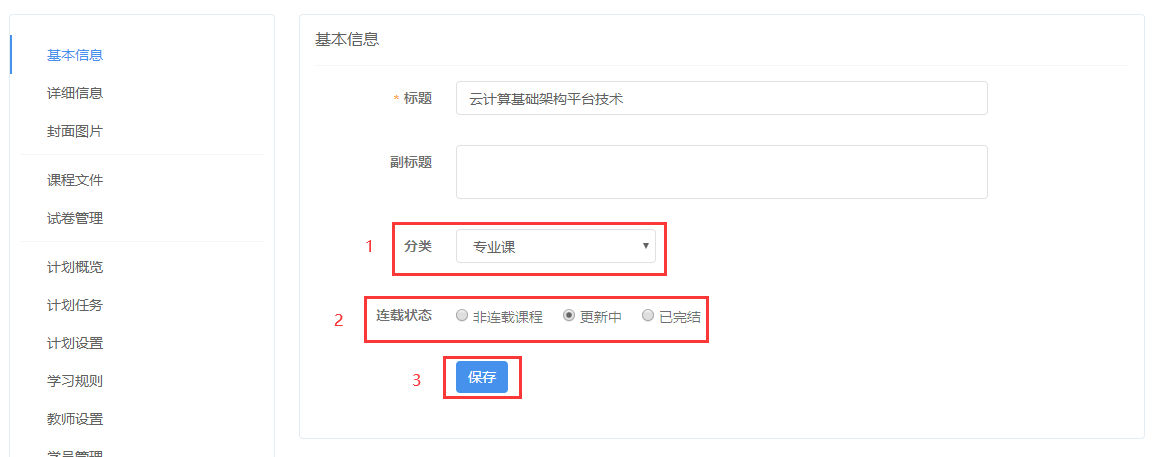 基本信息
详细信息
封面图片
课程文件
试卷管理
计划概览
计划任务
计划设置
学习规则
教师设置
学员管理
基本信息
* 标题 云计算基础架构平台技术
副标题
1 分类 专业课
2 连载状态 非连载课程 更新中 已完结
3 保存